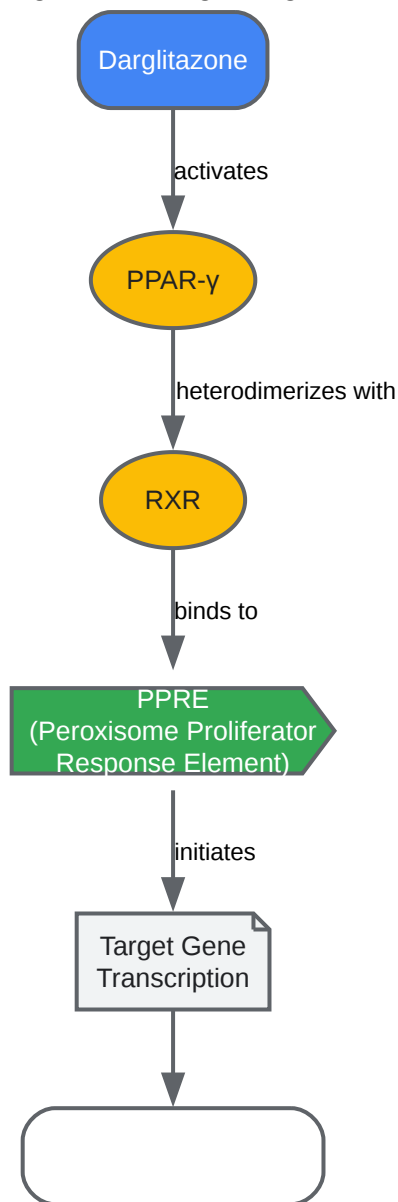 Darglitazone
activates
PPAR-γ
heterodimerizes with
RXR
binds to
PPRE
(Peroxisome Proliferator
Response Element)
initiates
Target Gene
Transcription